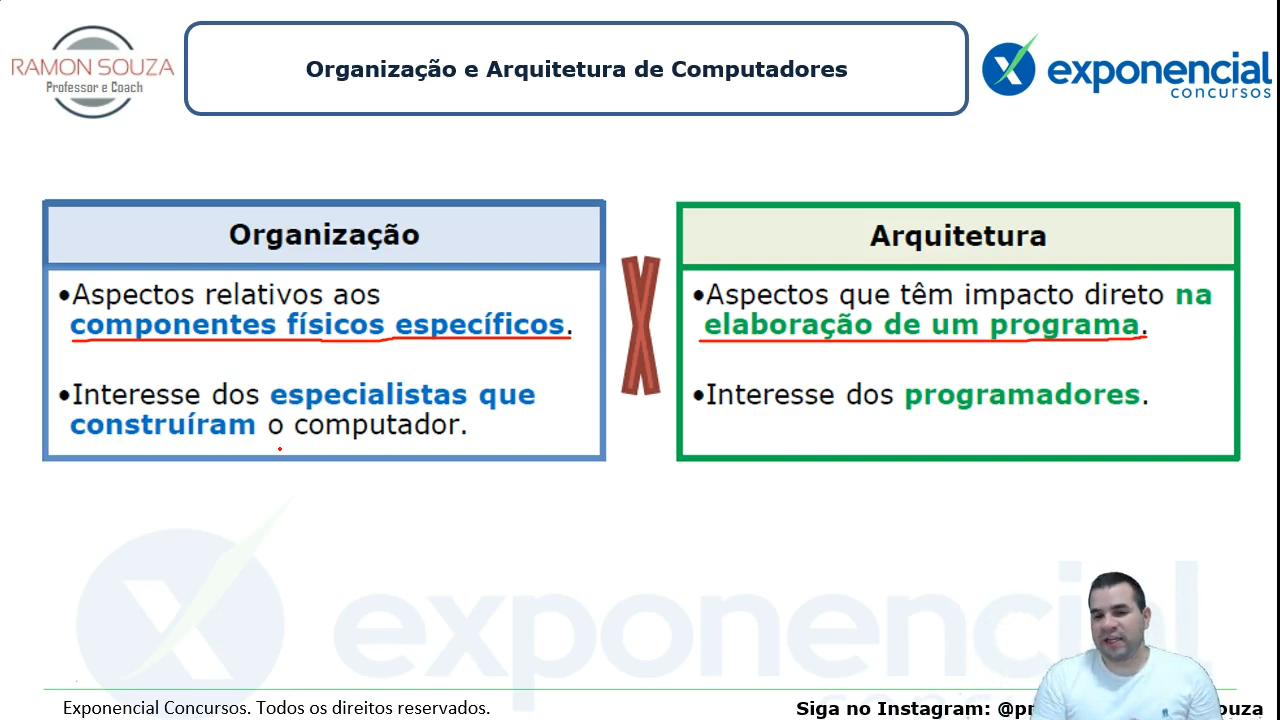 RAMON SOUZA
Professor e Coach
Organização e Arquitetura de Computadores
exponencial
concursos
Organização
•Aspectos relativos aos
componentes físicos específicos.
•Interesse dos especialistas que
construíram o computador.
X
Arquitetura
•Aspectos que têm impacto direto na
elaboração de um programa.
•Interesse dos programadores.
exponencial
Exponencial Concursos. Todos os direitos reservados.
Siga no Instagram: